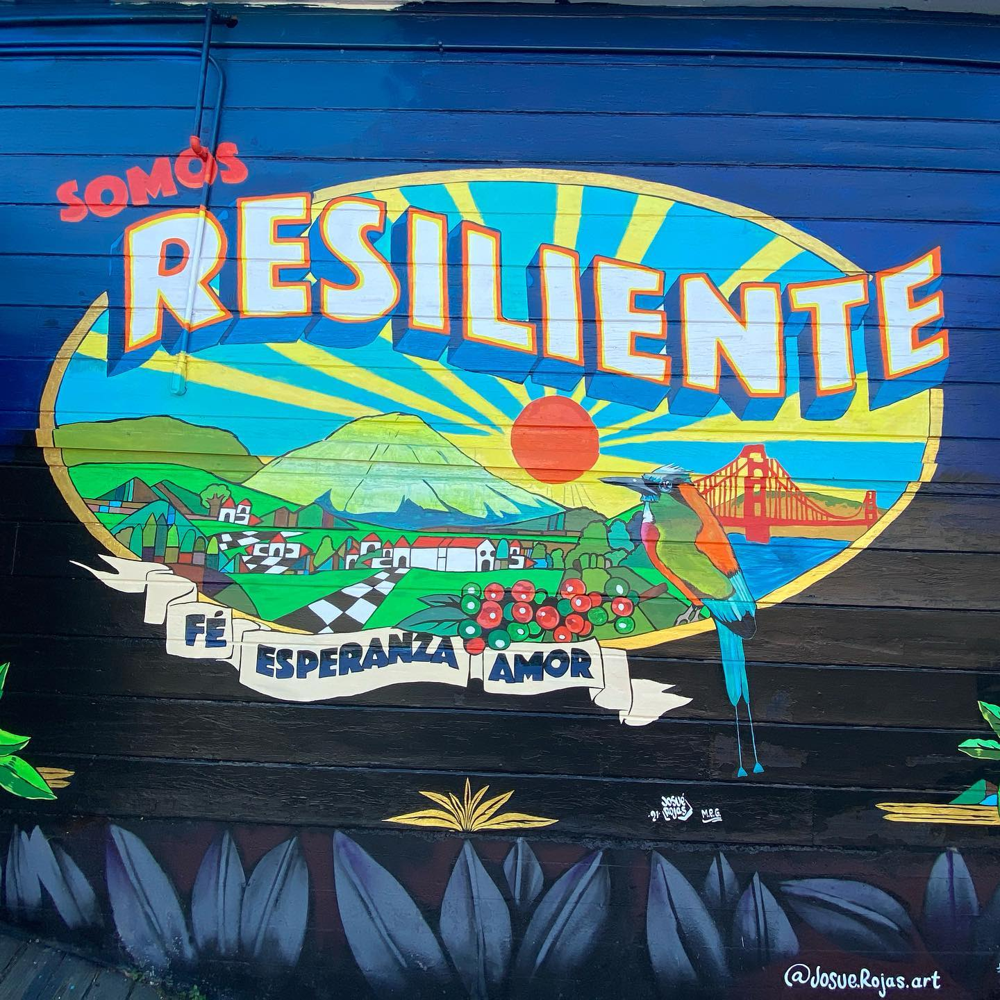 SOMOS
RESILIENTE
FÉ
ESPERANZA
AMOR
.21. JOSUÉ ROJAS M.E.G.
@Josue.Rojas.art